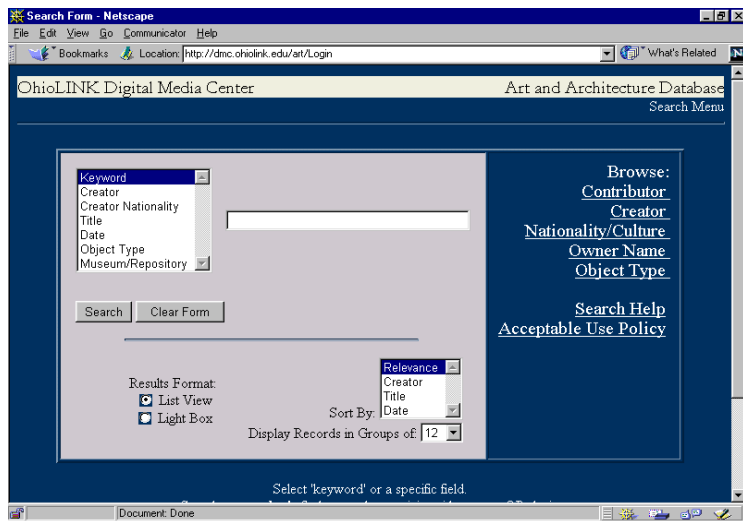 Search Form - Netscape
File Edit View Go Communicator Help
Bookmarks Location: http://dmc.ohiolink.edu/art/Login What's Related
OhioLINK Digital Media Center Art and Architecture Database
Search Menu
Keyword
Creator
Creator Nationality
Title
Date
Object Type
Museum/Repository
Search Clear Form
Results Format:
List View
Light Box
Relevance
Creator
Title
Sort By: Date
Display Records in Groups of: 12
Browse:
Contributor
Creator
Nationality/Culture
Owner Name
Object Type
Search Help
Acceptable Use Policy
Select 'keyword' or a specific field.
Document: Done